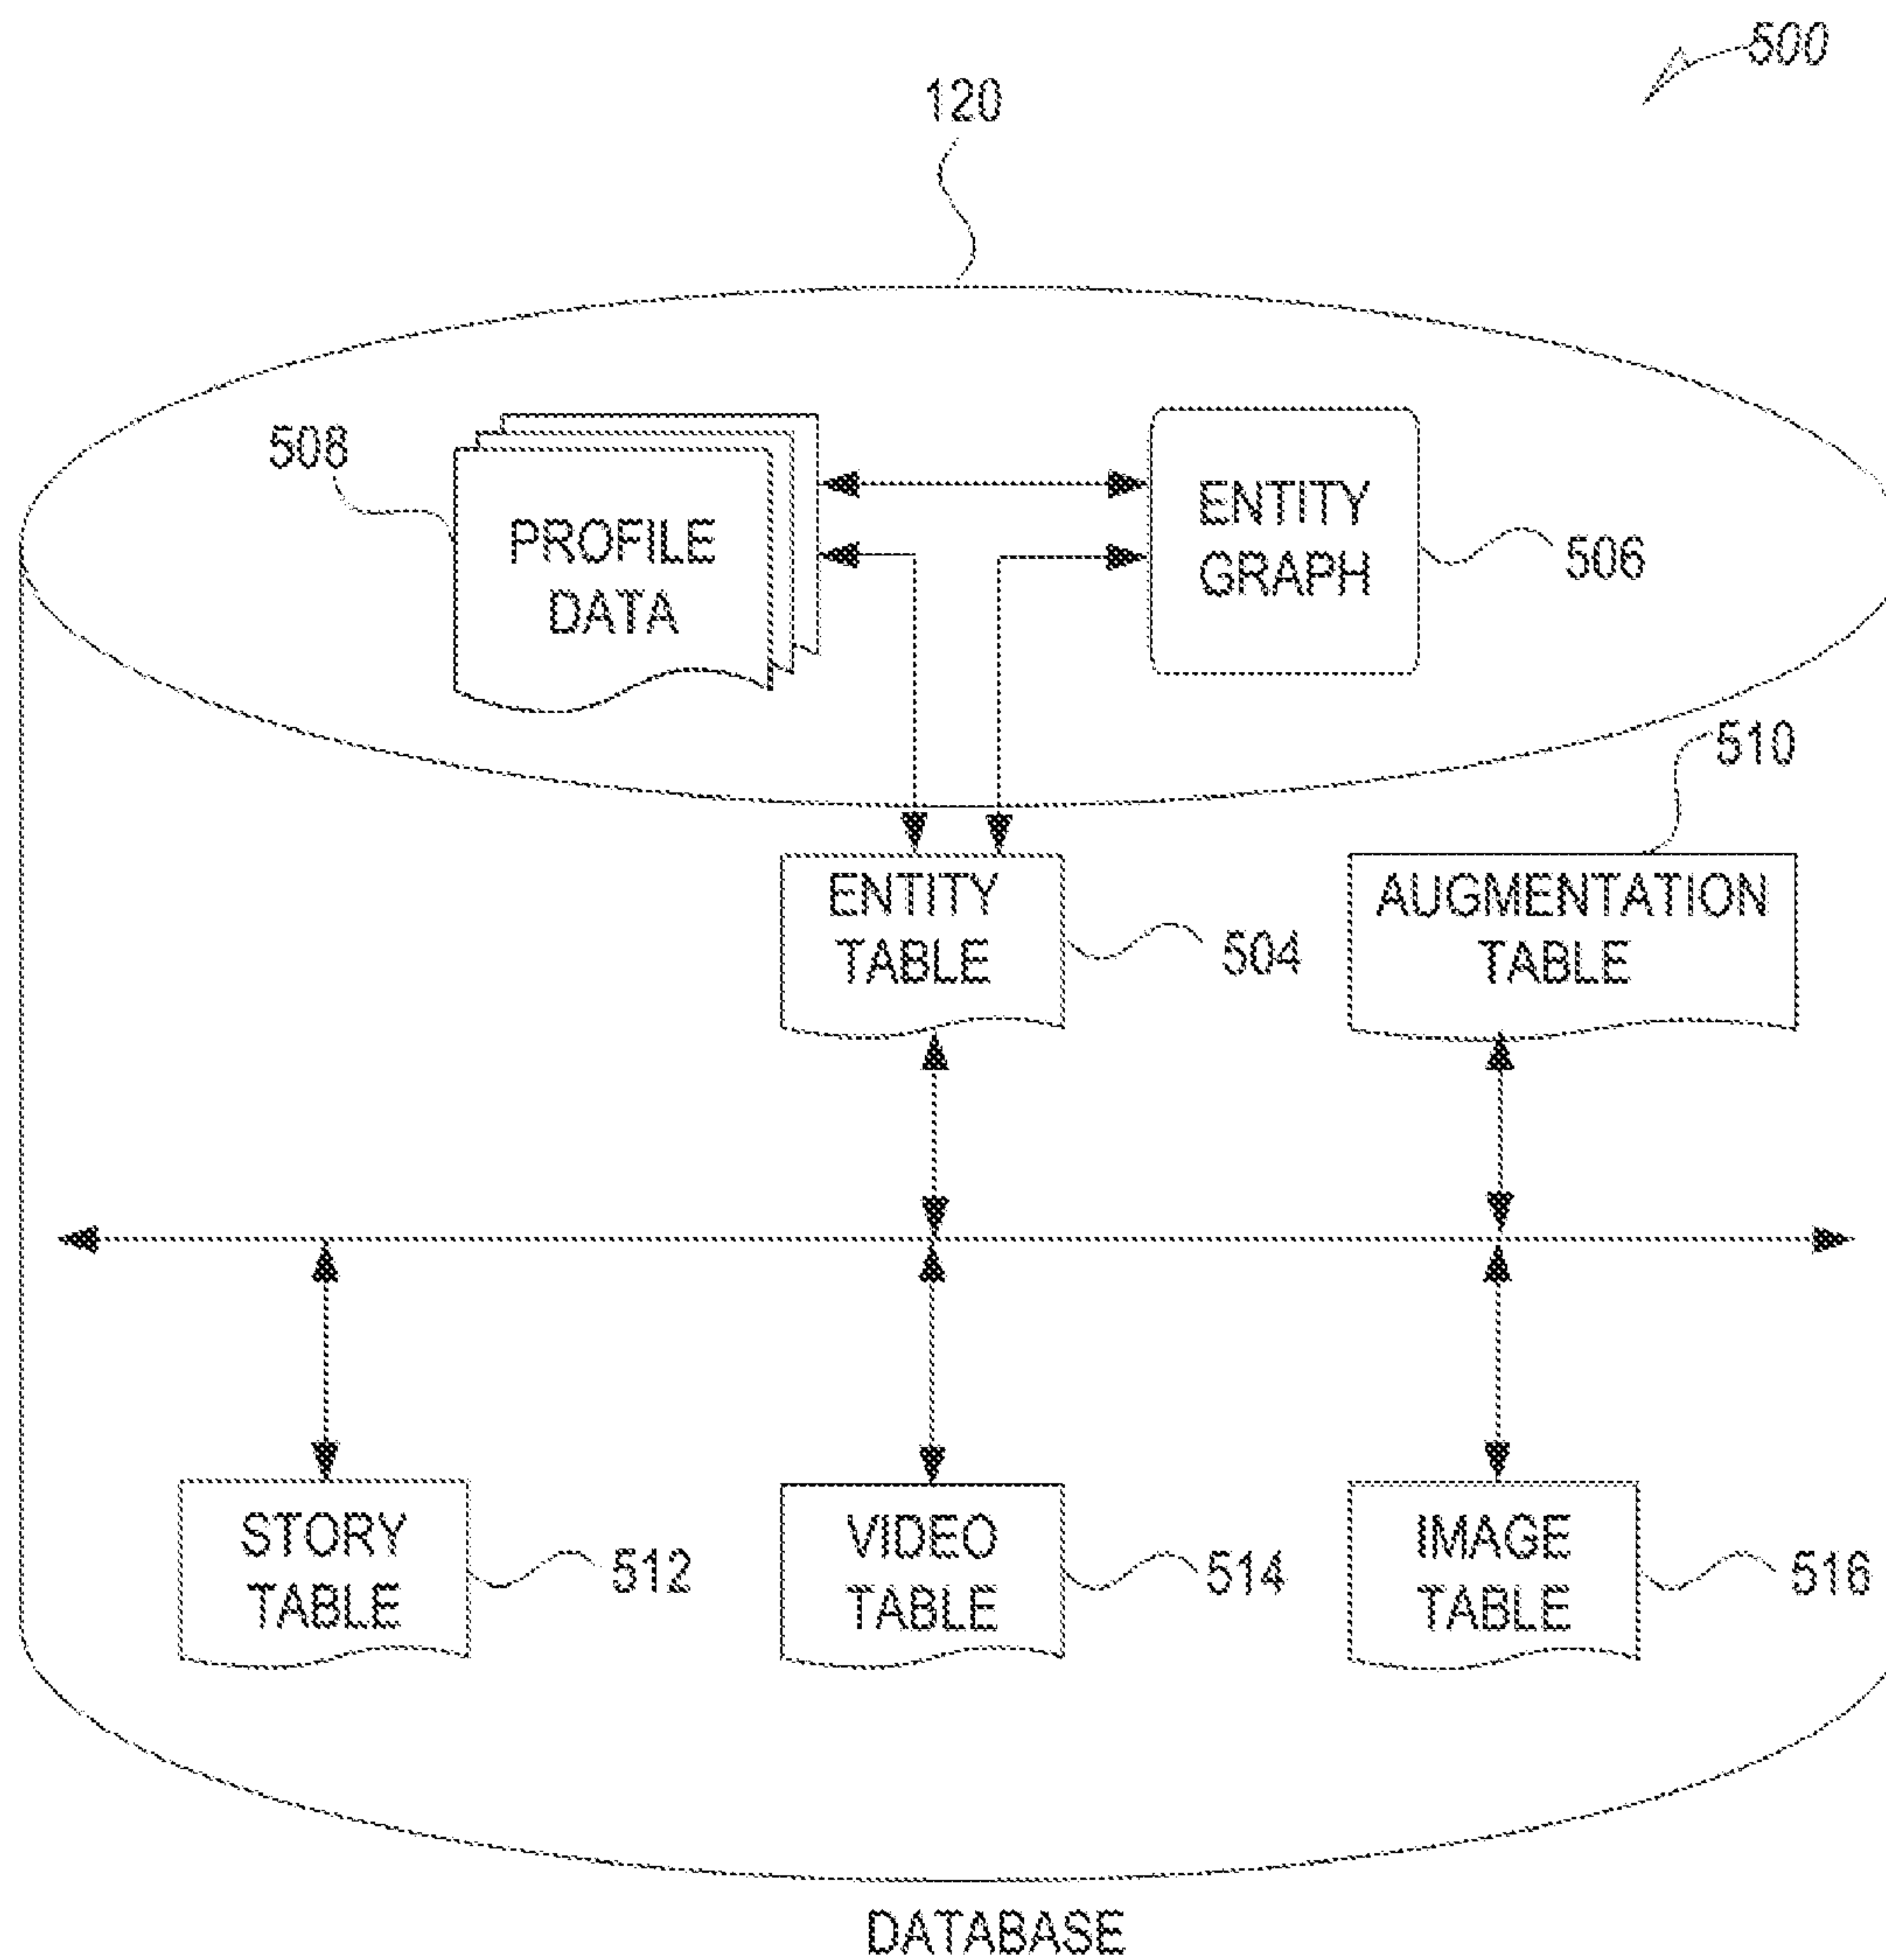 500
120
508
PROFILE
DATA
ENTITY
GRAPH
506
510
ENTITY
TABLE
504
AUGMENTATION
TABLE
STORY
TABLE
512
VIDEO
TABLE
514
IMAGE
TABLE
516
DATABASE